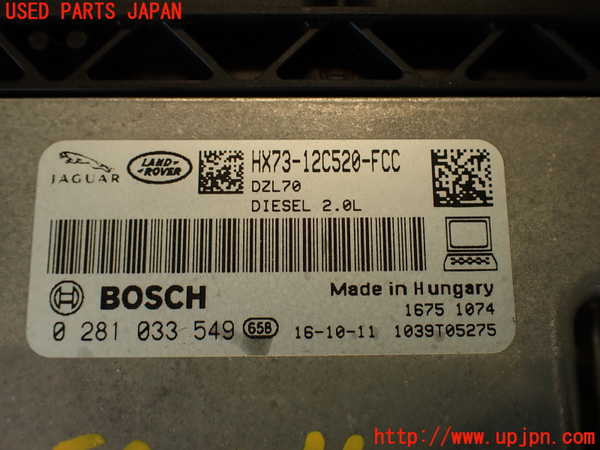 USED PARTS JAPAN
JAGUAR
LAND-
ROVER
HX73-12C520-FCC
DZL70
DIESEL 2.0L
BOSCH
Made in Hungary
1675 1074
0 281 033 549 65B 16-10-11 1039T05275
http://www.upjpn.com/